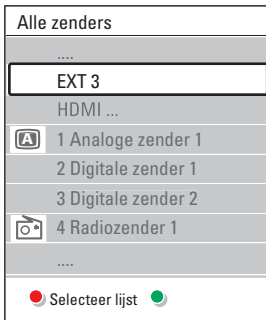 Alle zenders
....
EXT 3
HDMI ...
A 1 Analoge zender 1
2 Digitale zender 1
3 Digitale zender 2
4 Radiozender 1
....
Selecteer lijst